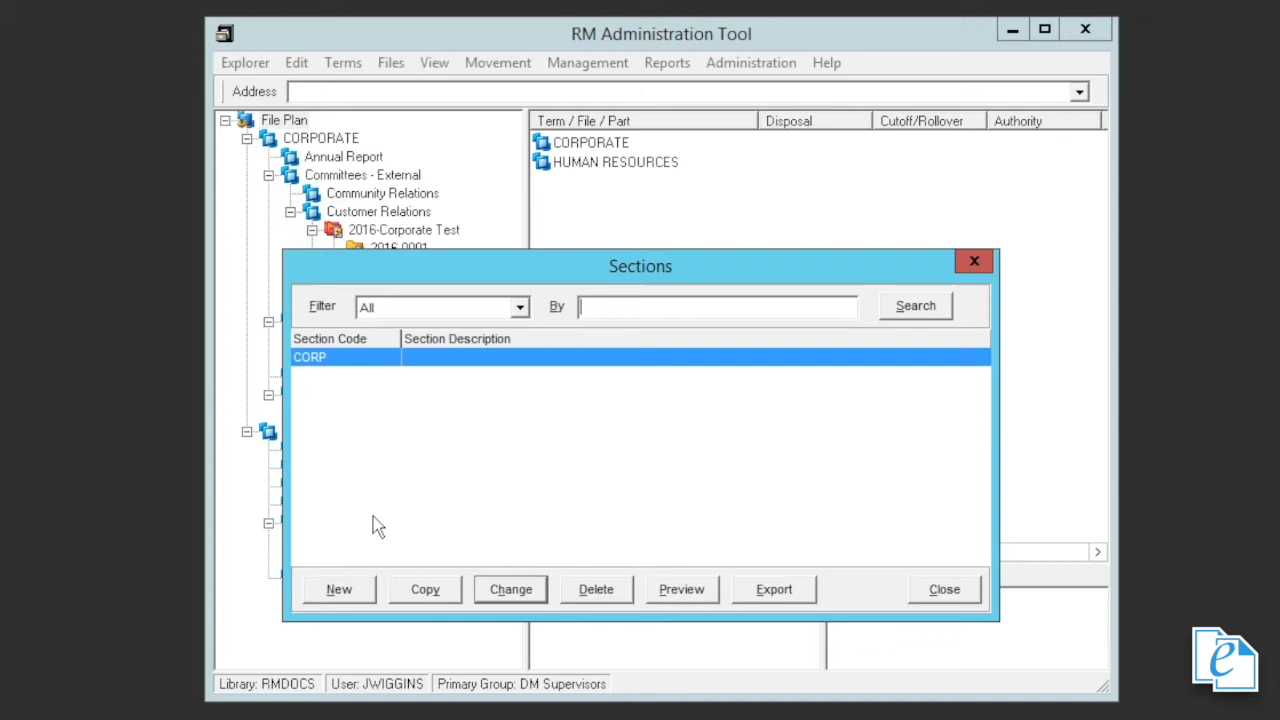 RM Administration Tool
Explorer Edit Terms Files View Movement Management Reports Administration Help
Address
File Plan
CORPORATE
Annual Report
Committees - External
Community Relations
Customer Relations
2016-Corporate Test
2016-0001
Term / File / Part Disposal Cutoff/Rollover Authority
CORPORATE
HUMAN RESOURCES
Sections
Filter All By Search
Section Code Section Description
CORP
New Copy Change Delete Preview Export Close
Library: RMDOCS User: JWIGGINS Primary Group: DM Supervisors
e